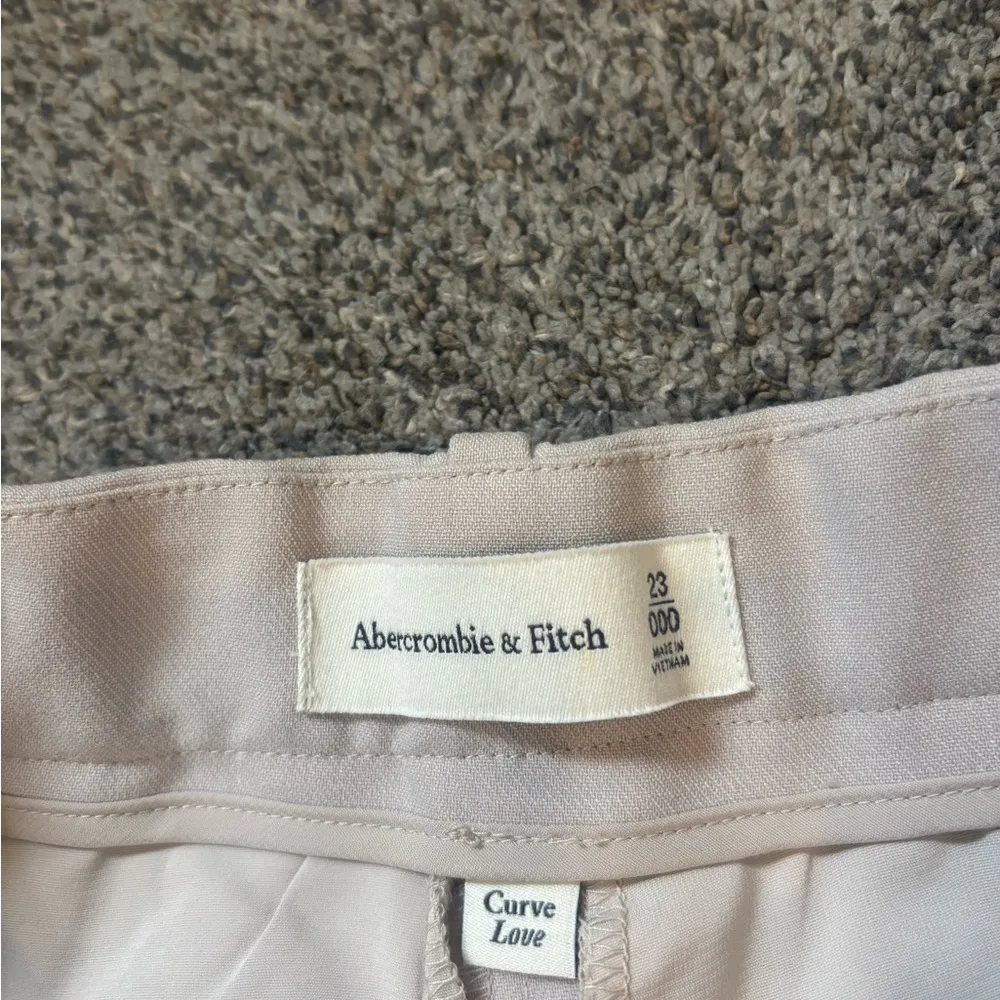 Abercrombie & Fitch
23
000
MADE IN
VIETNAM
Curve
Love